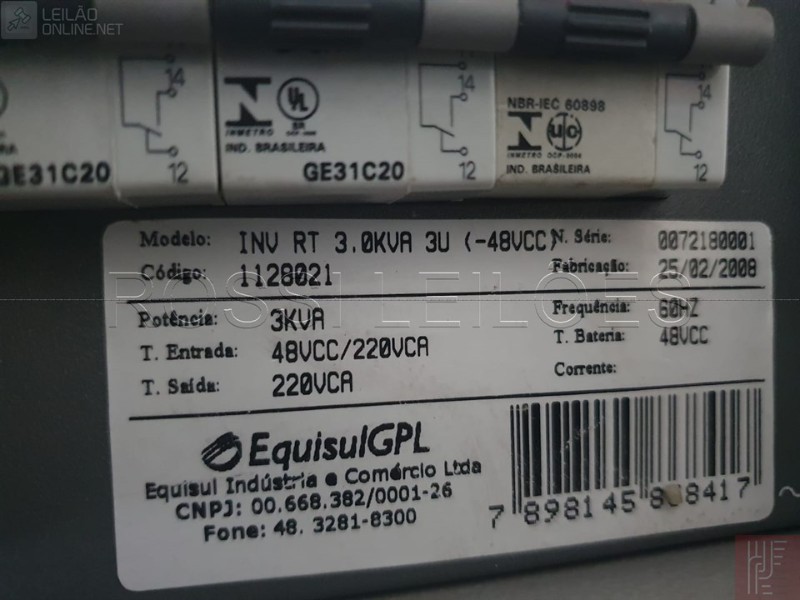 LEILÃO
ONLINE.NET
14 14 14
NBR-IEC 60898
UL
BR
INMETRO
IND. BRASILEIRA
GE31C20
12
GE31C20
12
INMETRO
IND. BRASILEIRA
12
Modelo: INV RT 3.0KVA 3U (-48VCC) N. Série: 0072180001
Código: 1128021 Fabricação: 25/02/2008
ROSSI LEILÕES
Potência: 3KVA Frequência: 60HZ
T. Entrada: 48VCC/220VCA T. Bateria: 48VCC
T. Saída: 220VCA Corrente:
EquisulGPL
Equisul Indústria e Comércio Ltda
CNPJ: 00.668.382/0001-26
Fone: 48. 3281-8300